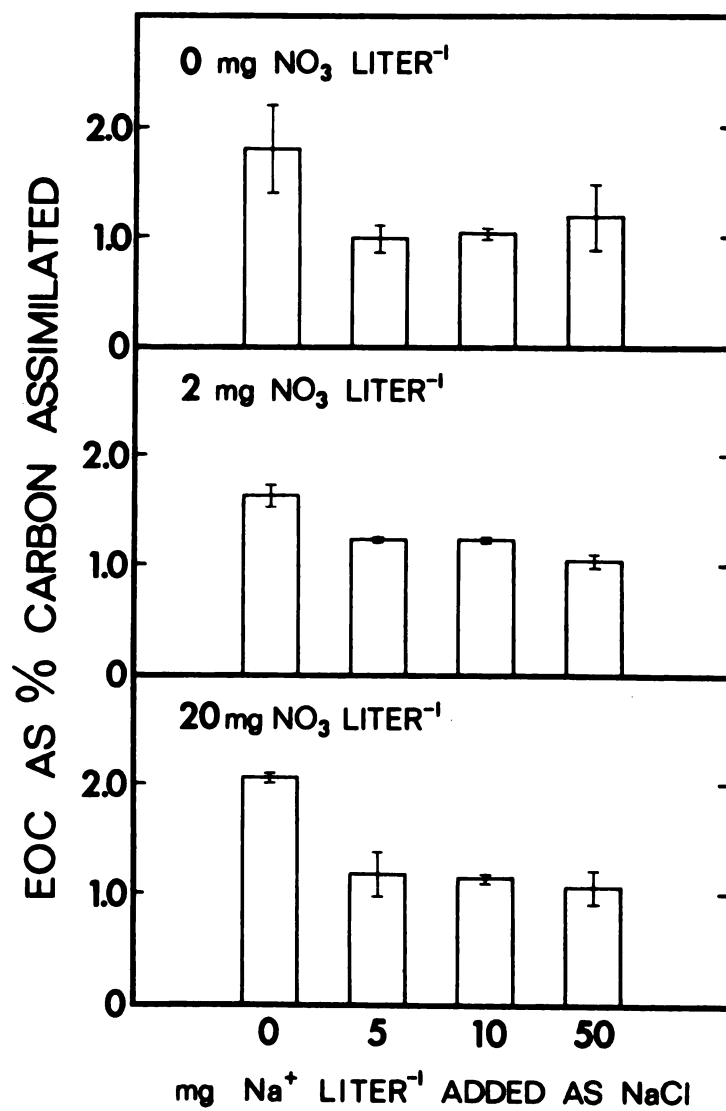 EOC AS % CARBON ASSIMILATED
0 mg NO₃ LITER⁻¹
2.0
1.0
0
2 mg NO₃ LITER⁻¹
2.0
1.0
0
20 mg NO₃ LITER⁻¹
2.0
1.0
0
0 5 10 50
mg Na⁺ LITER⁻¹ ADDED AS NaCl